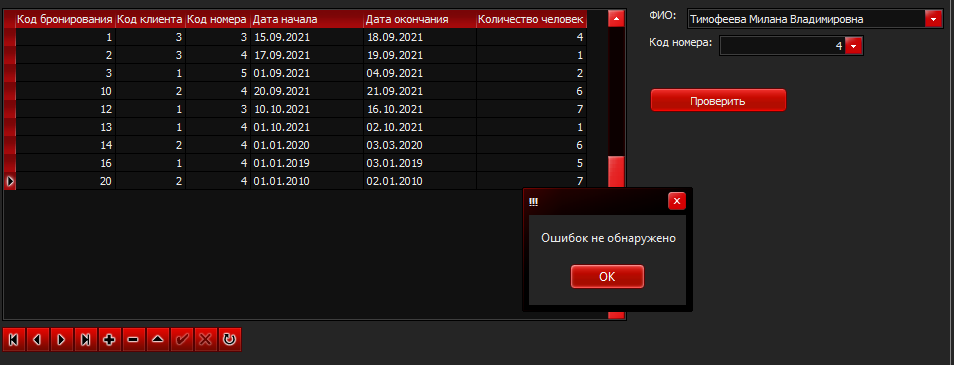 Код бронирования Код клиента Код номера Дата начала Дата окончания Количество человек
1 3 3 15.09.2021 18.09.2021 4
2 3 4 17.09.2021 19.09.2021 1
3 1 5 01.09.2021 04.09.2021 2
10 2 4 20.09.2021 21.09.2021 6
12 1 3 10.10.2021 16.10.2021 7
13 1 4 01.10.2021 02.10.2021 1
14 2 4 01.01.2020 03.03.2020 6
16 1 4 01.01.2019 03.01.2019 5
20 2 4 01.01.2010 02.01.2010 7
ФИО: Тимофеева Милана Владимировна
Код номера: 4
Проверить
!!!
Ошибок не обнаружено
OK